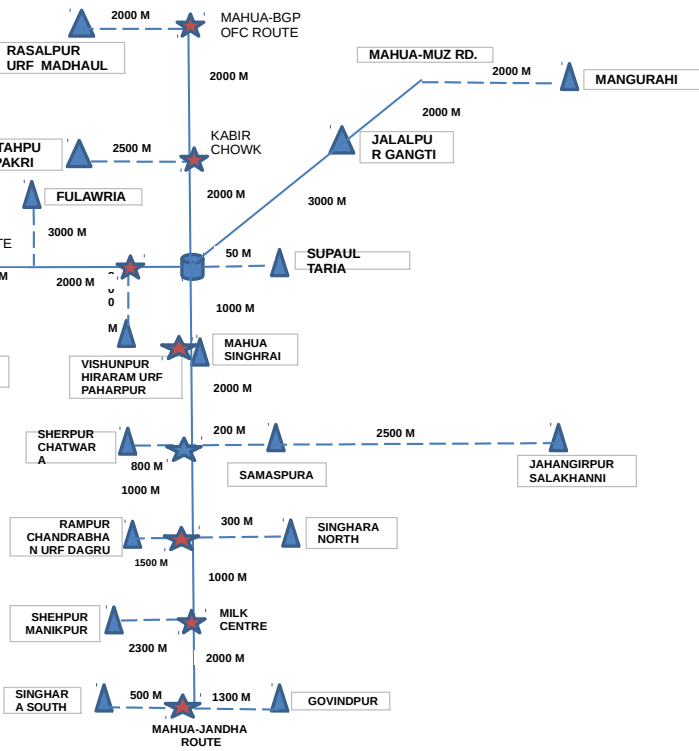 2000 M
MAHUA-BGP
OFC ROUTE
RASALPUR
URF MADHAUL
MAHUA-MUZ RD.
2000 M
MANGURAHI
2000 M
2000 M
KABIR
CHOWK
TAHPU
PAKRI
2500 M
JALALPU
R GANGTI
2000 M
3000 M
FULAWRIA
3000 M
TE
50 M
SUPAUL
TARIA
M
2000 M
0
M
1000 M
MAHUA
SINGHRAI
VISHUNPUR
HIRARAM URF
PAHARPUR
2000 M
SHERPUR
CHATWAR
A
200 M
2500 M
800 M
SAMASPURA
JAHANGIRPUR
SALAKHANNI
1000 M
RAMPUR
CHANDRABHA
N URF DAGRU
300 M
SINGHARA
NORTH
1500 M
1000 M
SHEHPUR
MANIKPUR
MILK
CENTRE
2300 M
2000 M
SINGHAR
A SOUTH
500 M
1300 M
GOVINDPUR
MAHUA-JANDHA
ROUTE